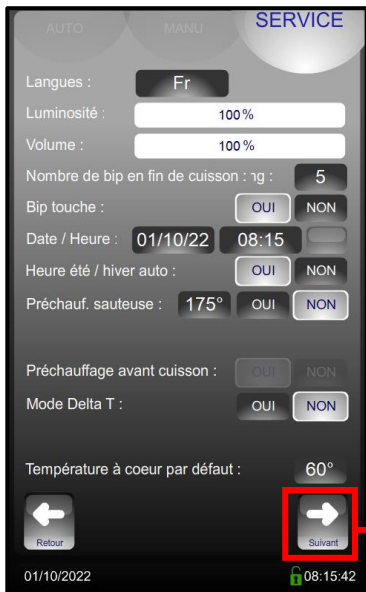 AUTO MANU SERVICE
Langues : Fr
Luminosité : 100 %
Volume : 100 %
Nombre de bip en fin de cuisson : ng : 5
Bip touche : OUI NON
Date / Heure : 01/10/22 08:15
Heure été / hiver auto : OUI NON
Préchauf. sauteuse : 175° OUI NON
Préchauffage avant cuisson : OUI NON
Mode Delta T : OUI NON
Température à coeur par défaut : 60°
Retour Suivant
01/10/2022 08:15:42